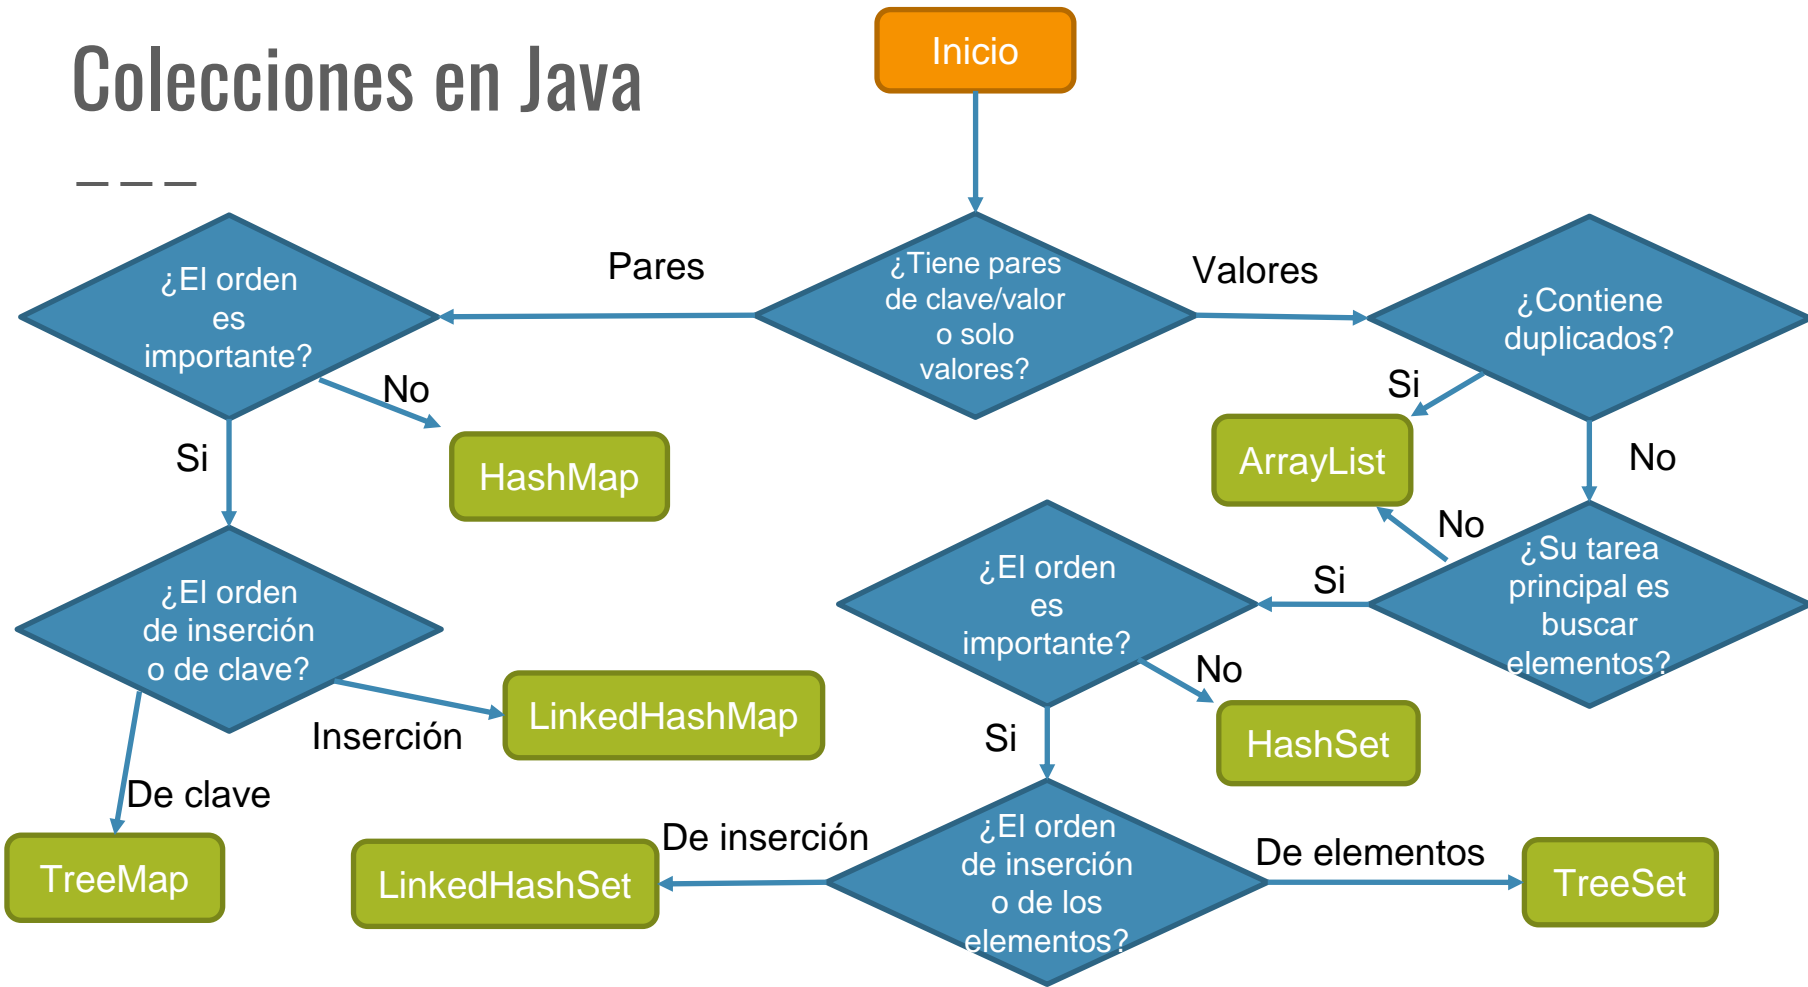 Colecciones en Java
Inicio
¿Tiene pares
de clave/valor
o solo
valores?
Pares
Valores
¿El orden
es
importante?
No
HashMap
Si
¿El orden
de inserción
o de clave?
Inserción
LinkedHashMap
De clave
TreeMap
¿Contiene
duplicados?
Si
ArrayList
No
No
¿Su tarea
principal es
buscar
elementos?
Si
¿El orden
es
importante?
No
HashSet
Si
¿El orden
de inserción
o de los
elementos?
De inserción
LinkedHashSet
De elementos
TreeSet